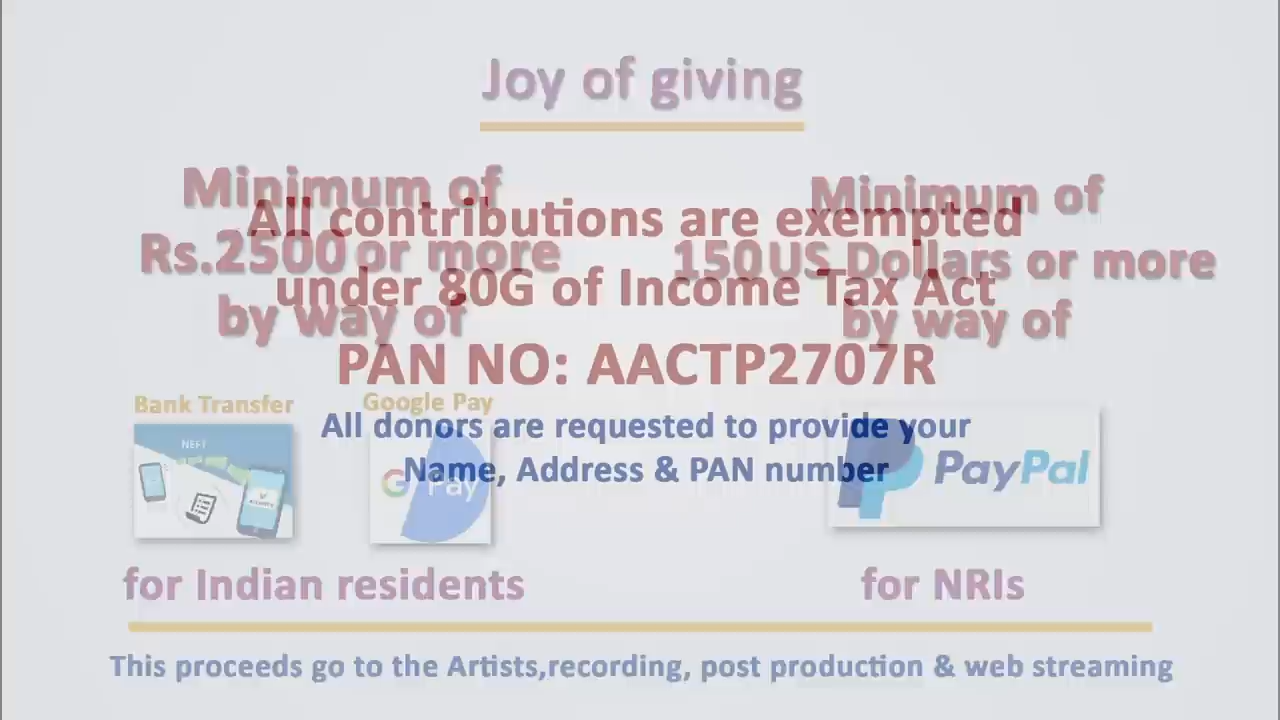 Joy of giving
Minimum of
Rs.2500 or more
by way of
Minimum of
150 US Dollars or more
by way of
All contributions are exempted
under 80G of Income Tax Act
PAN NO: AACTP2707R
All donors are requested to provide your
Name, Address & PAN number
Bank Transfer
NEFT
Google Pay
G Pay
PayPal
for Indian residents
for NRIs
This proceeds go to the Artists,recording, post production & web streaming